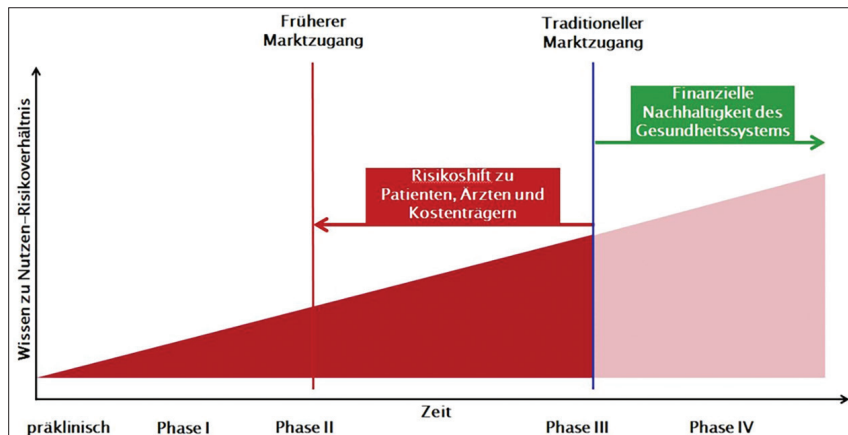 Früherer
Marktzugang
Traditioneller
Marktzugang
Wissen zu Nutzen-Risikoverhältnis
Finanzielle
Nachhaltigkeit des
Gesundheitssystems
Risikoshift zu
Patienten, Ärzten und
Kostenträgern
Zeit
präklinisch
Phase I
Phase II
Phase III
Phase IV